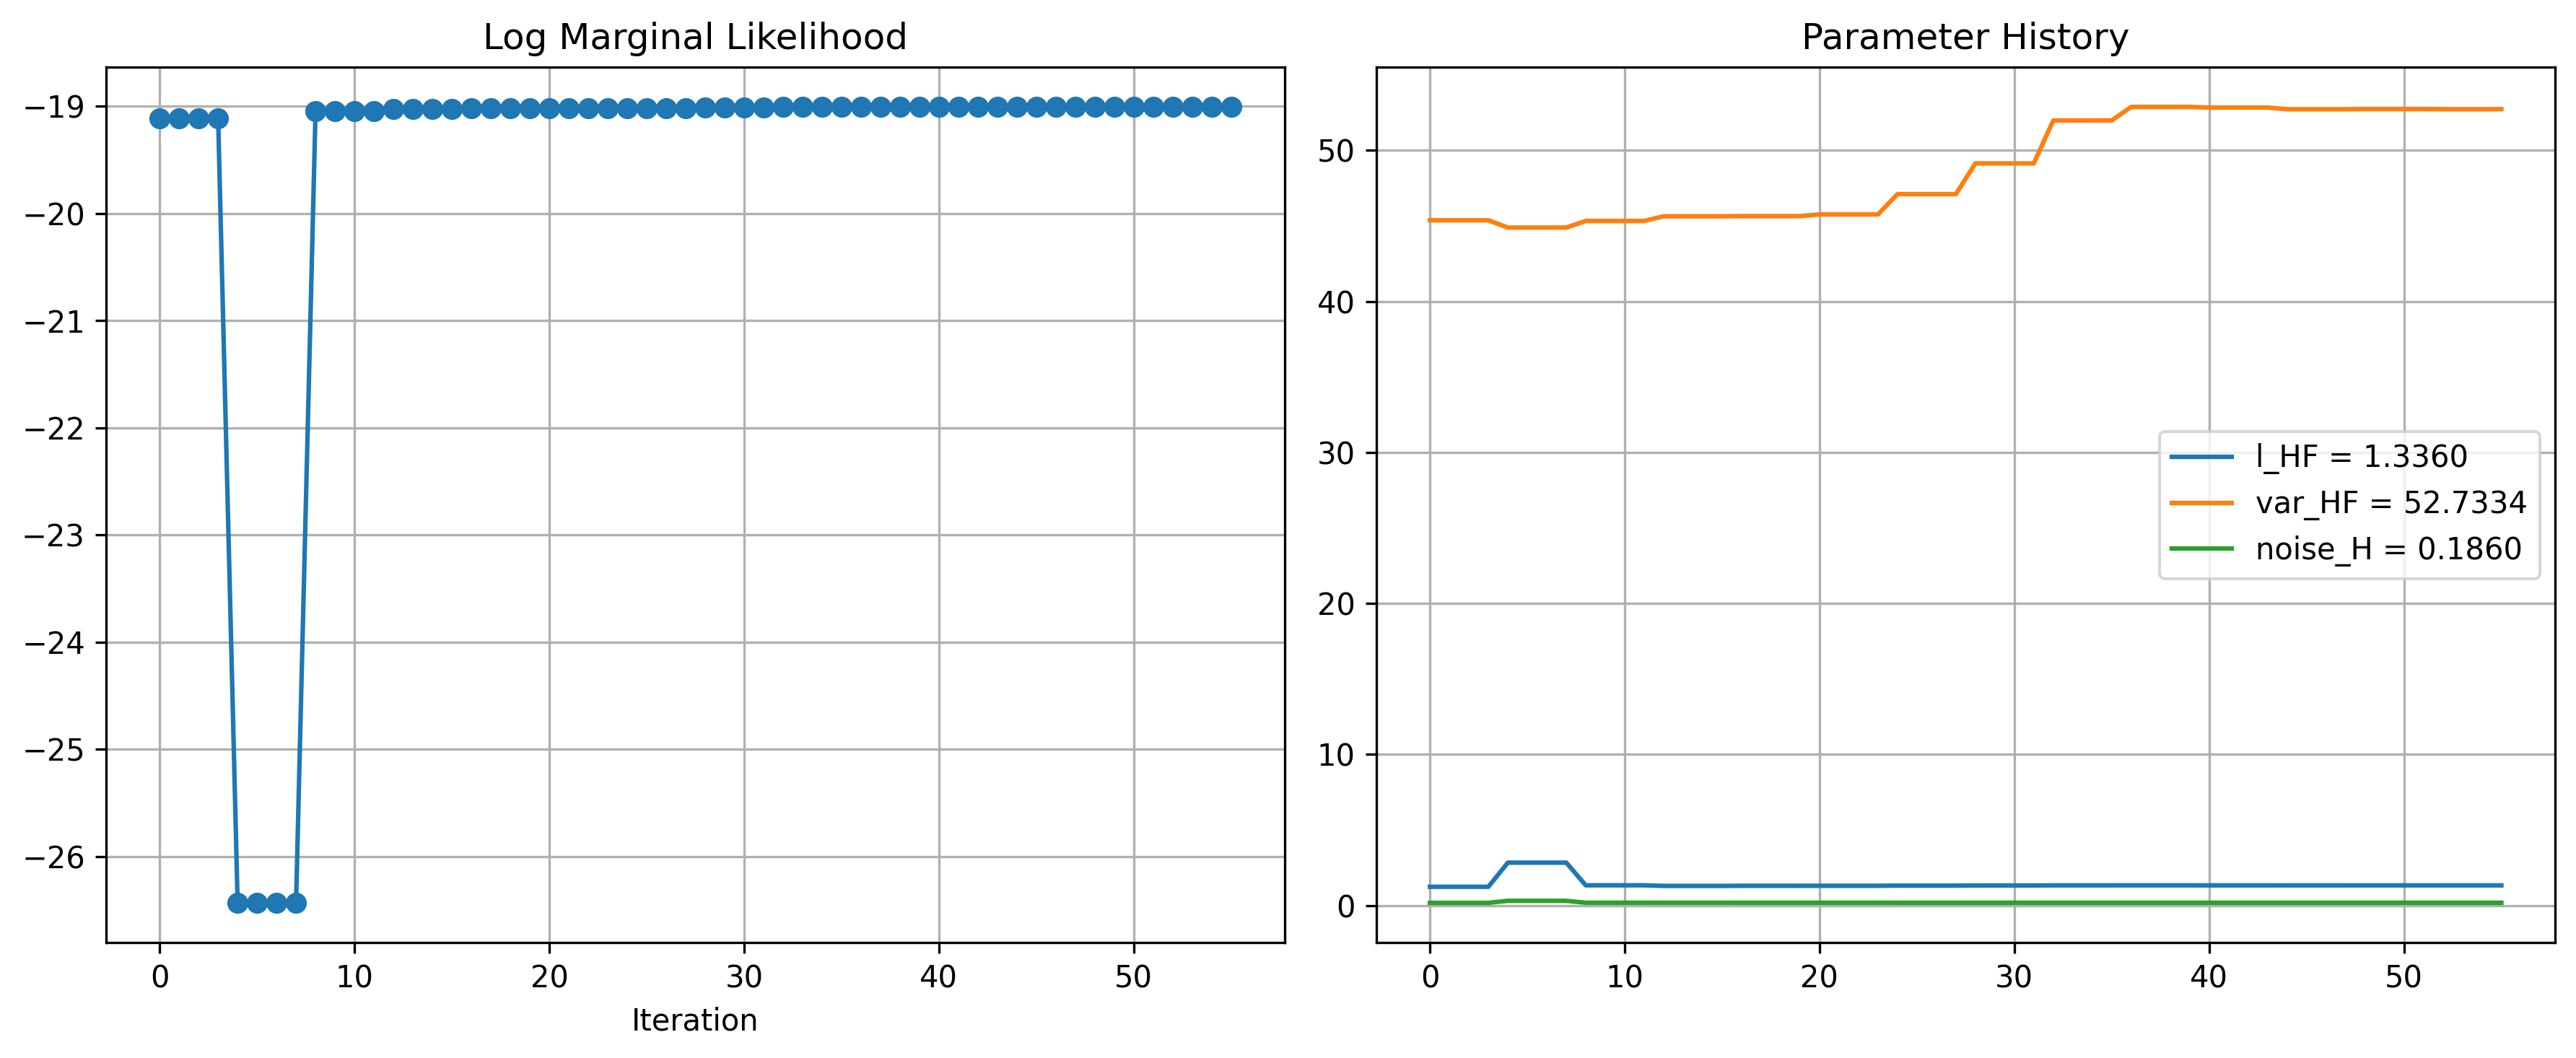 Log Marginal Likelihood
−19
−20
−21
−22
−23
−24
−25
−26
0 10 20 30 40 50
Iteration
Parameter History
50
40
30
20
10
0
l_HF = 1.3360
var_HF = 52.7334
noise_H = 0.1860
0 10 20 30 40 50